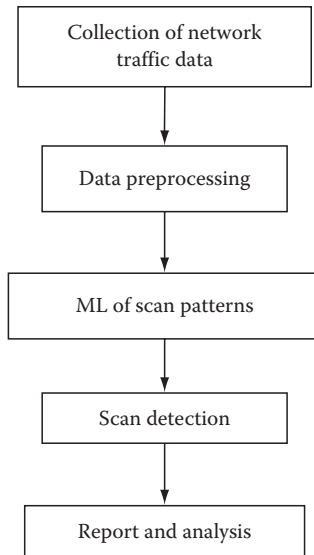 Collection of network
traffic data
Data preprocessing
ML of scan patterns
Scan detection
Report and analysis